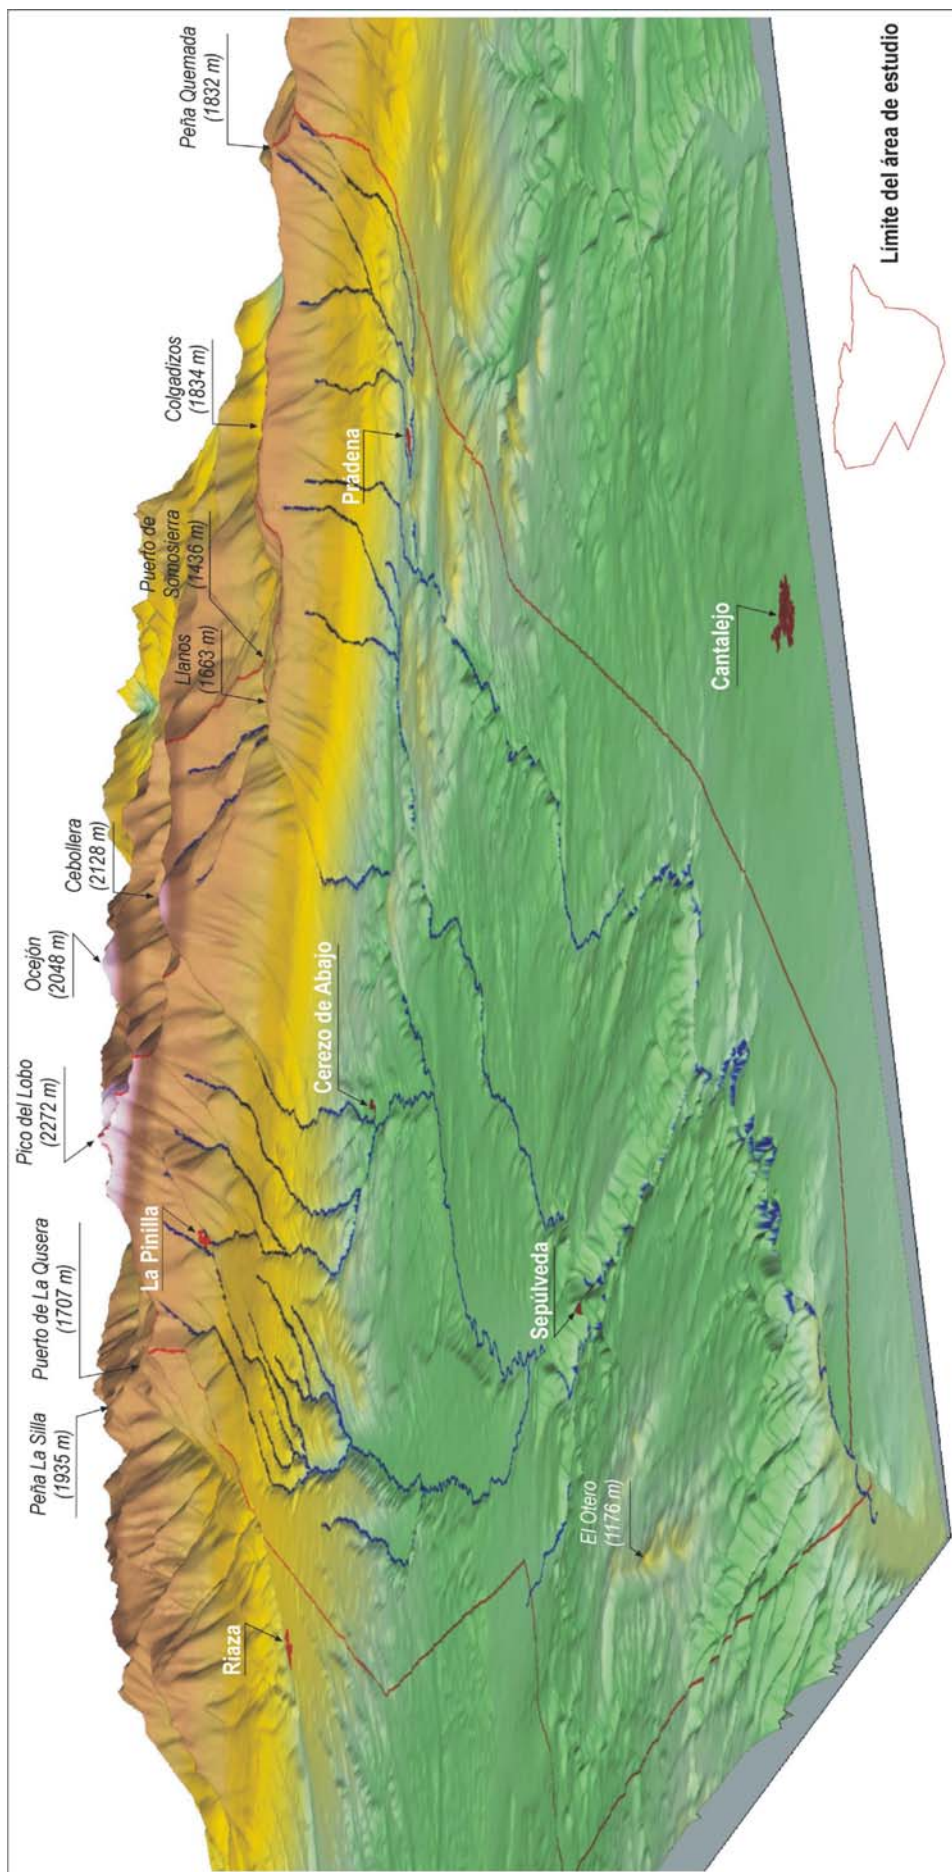 Peña La Silla
(1935 m)
Puerto de La Qusera
(1707 m)
Pico del Lobo
(2272 m)
Ocejón
(2048 m)
Cebollera
(2128 m)
Llanos
(1663 m)
Puerto de
Somosierra
(1436 m)
Colgadizos
(1834 m)
Peña Quemada
(1832 m)
Riaza
La Pinilla
Cerezo de Abajo
Pradena
Sepúlveda
El Otero
(1176 m)
Cantalejo
Límite del área de estudio